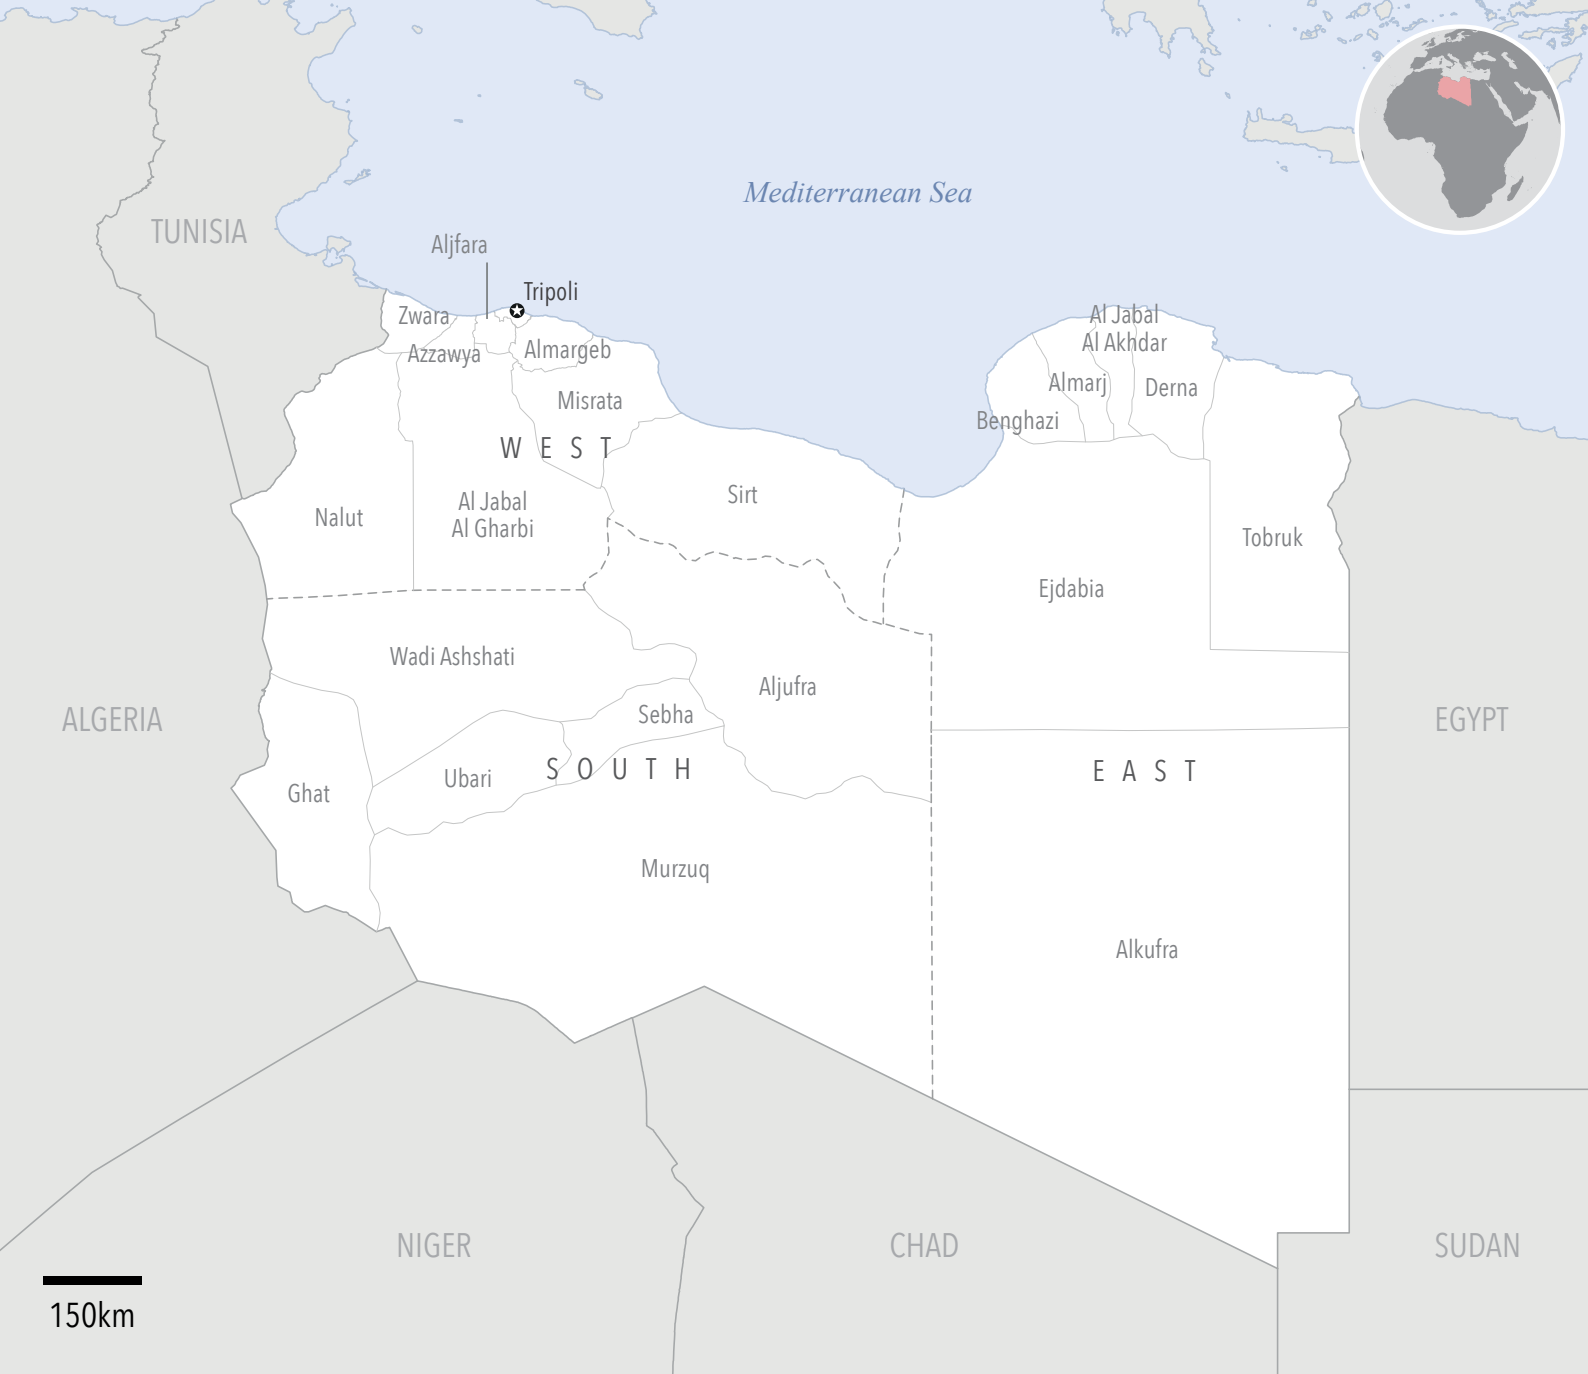 Mediterranean Sea
TUNISIA
Aljfara
Tripoli
Zwara
Al Jabal
Al Akhdar
Azzawya
Almargeb
Almarj
Derna
Misrata
Benghazi
W E S T
Sirt
Al Jabal
Al Gharbi
Nalut
Tobruk
Ejdabia
Wadi Ashshati
Aljufra
Sebha
ALGERIA
EGYPT
Ubari
S O U T H
E A S T
Ghat
Murzuq
Alkufra
NIGER
CHAD
SUDAN
150km